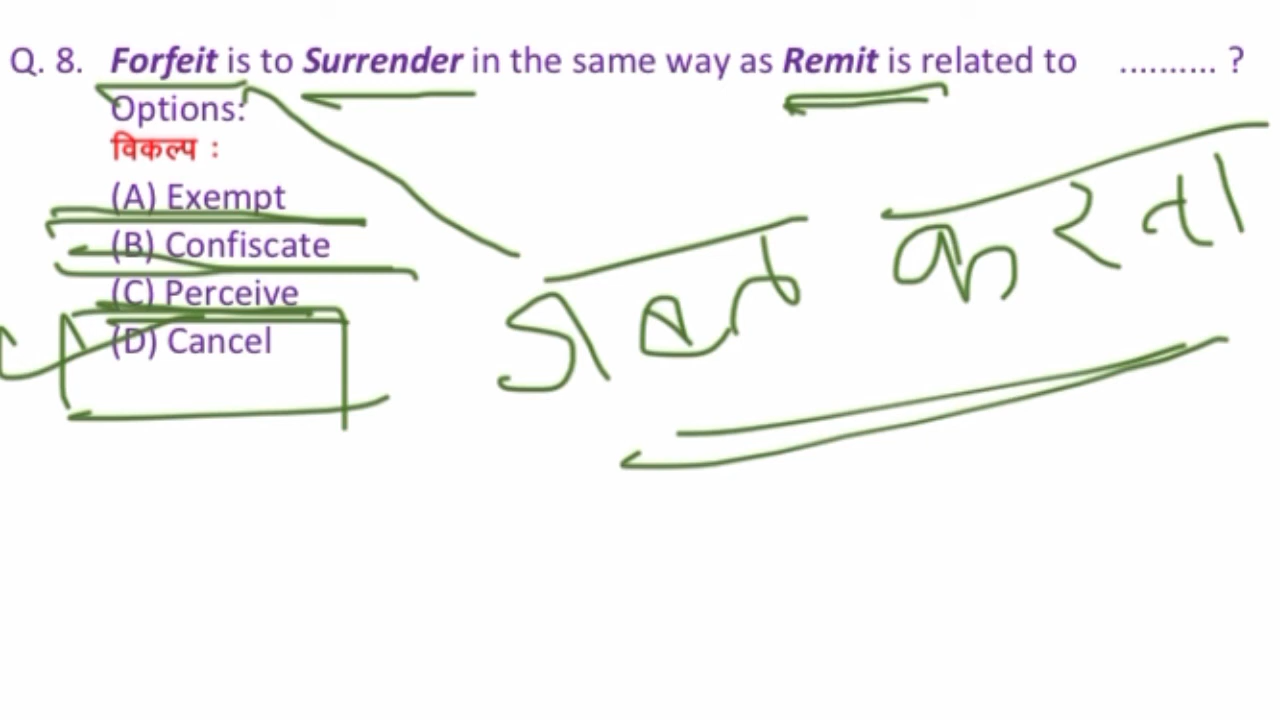 Q. 8. Forfeit is to Surrender in the same way as Remit is related to .......... ?
Options:
विकल्प :
(A) Exempt
(B) Confiscate
(C) Perceive
(D) Cancel
जब्त करता